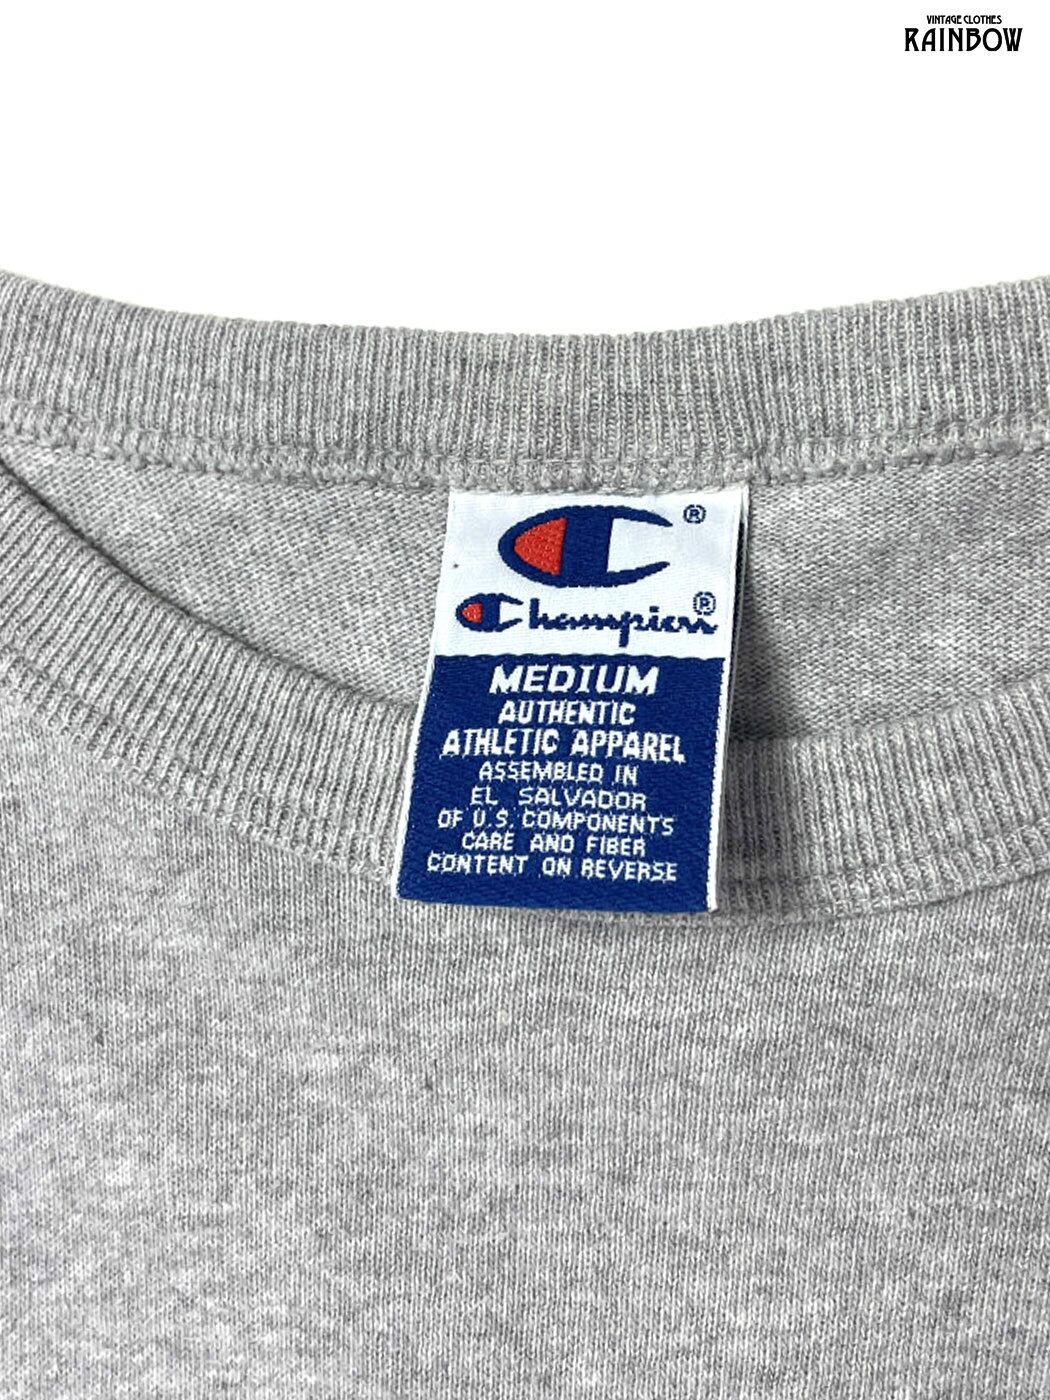 VINTAGE CLOTHES
RAINBOW
®
Champion®
MEDIUM
AUTHENTIC
ATHLETIC APPAREL
ASSEMBLED IN
EL SALVADOR
OF U.S. COMPONENTS
CARE AND FIBER
CONTENT ON REVERSE